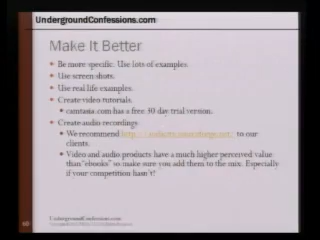 UndergroundConfessions.com
Make It Better
Be more specific. Use lots of examples.
Use screen shots.
Use real life examples.
Create video tutorials.
camtasia.com has a free 30 day trial version.
Create audio recordings
We recommend to our
clients.
Video and audio products have a much higher perceived value
than "ebooks" so make sure you add them to the mix. Especially
if your competition hasn't!
UndergroundConfessions.com